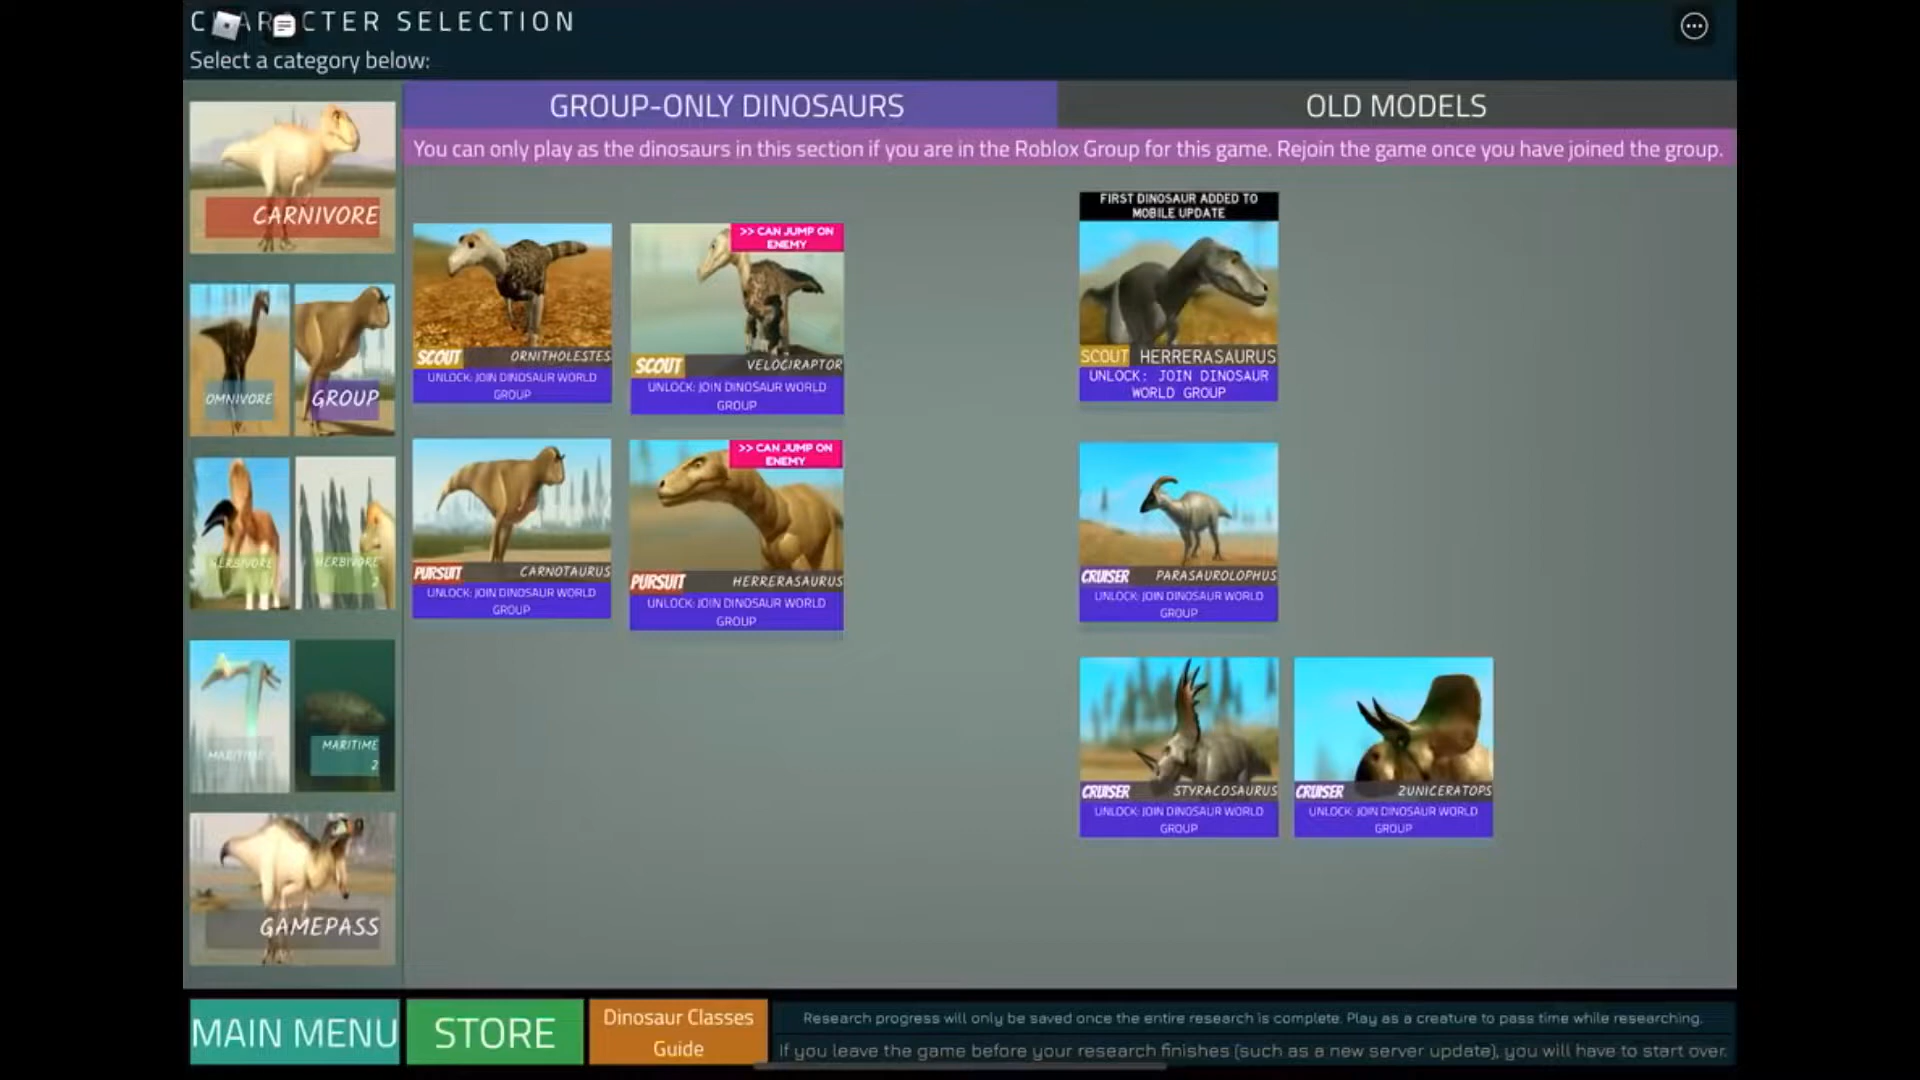 CHARACTER SELECTION
Select a category below:
CARNIVORE
OMNIVORE
GROUP
HERBIVORE
HERBIVORE
2
MARITIME
MARITIME
2
GAMEPASS
GROUP-ONLY DINOSAURS
OLD MODELS
You can only play as the dinosaurs in this section if you are in the Roblox Group for this game. Rejoin the game once you have joined the group.
SCOUT
ORNITHOLESTES
UNLOCK: JOIN DINOSAUR WORLD
GROUP
>> CAN JUMP ON
ENEMY
SCOUT
VELOCIRAPTOR
UNLOCK: JOIN DINOSAUR WORLD
GROUP
FIRST DINOSAUR ADDED TO
MOBILE UPDATE
SCOUT
HERRERASAURUS
UNLOCK: JOIN DINOSAUR
WORLD GROUP
PURSUIT
CARNOTAURUS
UNLOCK: JOIN DINOSAUR WORLD
GROUP
>> CAN JUMP ON
ENEMY
PURSUIT
HERRERASAURUS
UNLOCK: JOIN DINOSAUR WORLD
GROUP
CRUISER
PARASAUROLOPHUS
UNLOCK: JOIN DINOSAUR WORLD
GROUP
CRUISER
STYRACOSAURUS
UNLOCK: JOIN DINOSAUR WORLD
GROUP
CRUISER
ZUNICERATOPS
UNLOCK: JOIN DINOSAUR WORLD
GROUP
MAIN MENU
STORE
Dinosaur Classes
Guide
Research progress will only be saved once the entire research is complete. Play as a creature to pass time while researching.
If you leave the game before your research finishes (such as a new server update), you will have to start over.